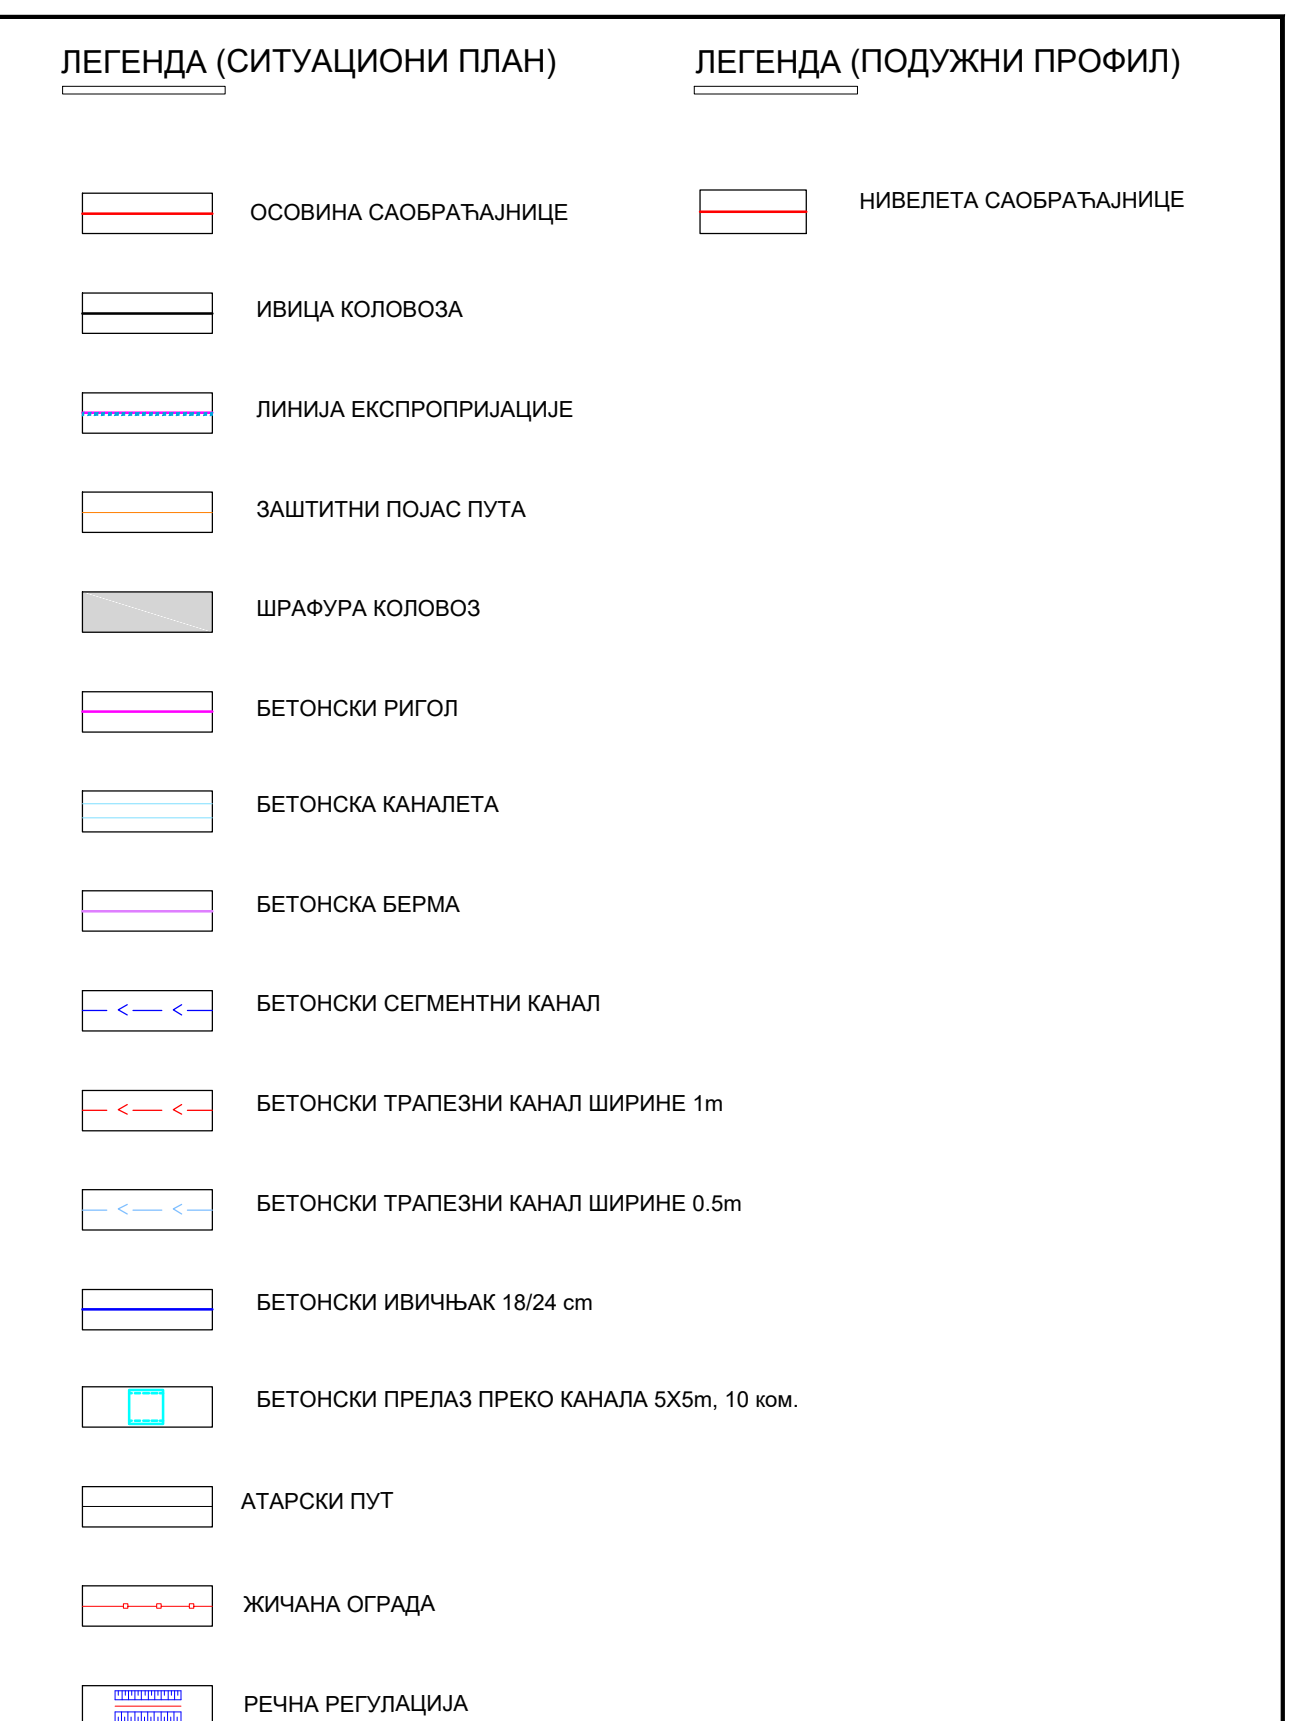 ЛЕГЕНДА (СИТУАЦИОНИ ПЛАН)
ОСОВИНА САОБРАЋАЈНИЦЕ
ИВИЦА КОЛОВОЗА
ЛИНИЈА ЕКСПРОПРИЈАЦИЈЕ
ЗАШТИТНИ ПОЈАС ПУТА
ШРАФУРА КОЛОВОЗ
БЕТОНСКИ РИГОЛ
БЕТОНСКА КАНАЛЕТА
БЕТОНСКА БЕРМА
БЕТОНСКИ СЕГМЕНТНИ КАНАЛ
БЕТОНСКИ ТРАПЕЗНИ КАНАЛ ШИРИНЕ 1m
БЕТОНСКИ ТРАПЕЗНИ КАНАЛ ШИРИНЕ 0.5m
БЕТОНСКИ ИВИЧЊАК 18/24 cm
БЕТОНСКИ ПРЕЛАЗ ПРЕКО КАНАЛА 5X5m, 10 ком.
АТАРСКИ ПУТ
ЖИЧАНА ОГРАДА
РЕЧНА РЕГУЛАЦИЈА
ЛЕГЕНДА (ПОДУЖНИ ПРОФИЛ)
НИВЕЛЕТА САОБРАЋАЈНИЦЕ